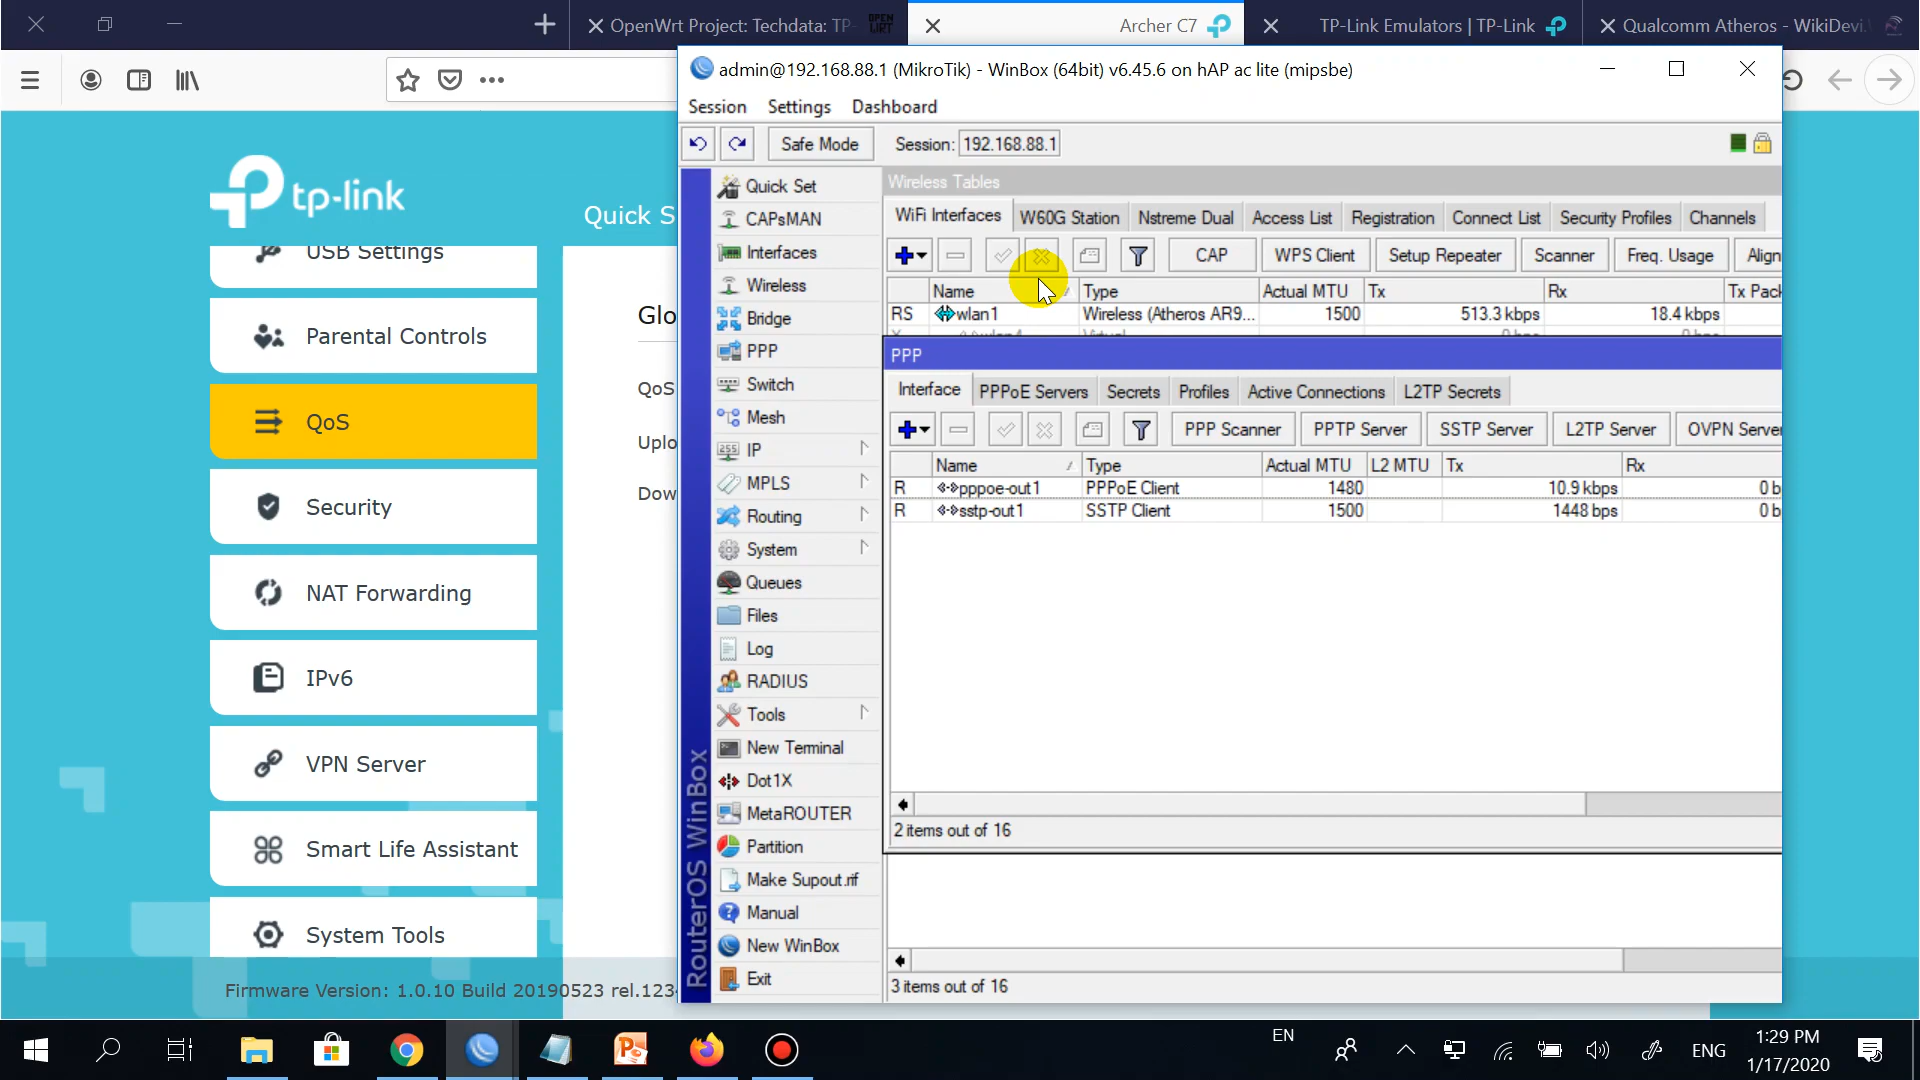 OpenWrt Project: Techdata: TP-
OPEN WRT
Archer C7
TP-Link Emulators | TP-Link
Qualcomm Atheros - WikiDevi.
admin@192.168.88.1 (MikroTik) - WinBox (64bit) v6.45.6 on hAP ac lite (mipsbe)
Session Settings Dashboard
Safe Mode Session: 192.168.88.1
tp-link
Quick S
USB Settings
Parental Controls
QoS
Security
NAT Forwarding
IPv6
VPN Server
Smart Life Assistant
System Tools
Glo
QoS
Uplo
Dow
Firmware Version: 1.0.10 Build 20190523 rel.123
RouterOS WinBox
Quick Set
CAPsMAN
Interfaces
Wireless
Bridge
PPP
Switch
Mesh
255 IP
MPLS
Routing
System
Queues
Files
Log
RADIUS
Tools
New Terminal
Dot1X
MetaROUTER
Partition
Make Supout.rif
Manual
New WinBox
Exit
Wireless Tables
WiFi Interfaces W60G Station Nstreme Dual Access List Registration Connect List Security Profiles Channels
CAP WPS Client Setup Repeater Scanner Freq. Usage Align
Name Type Actual MTU Tx Rx Tx Pack
RS wlan1 Wireless (Atheros AR9... 1500 513.3 kbps 18.4 kbps
PPP
Interface PPPoE Servers Secrets Profiles Active Connections L2TP Secrets
PPP Scanner PPTP Server SSTP Server L2TP Server OVPN Server
Name Type Actual MTU L2 MTU Tx Rx
R pppoe-out1 PPPoE Client 1480 10.9 kbps 0 b
R sstp-out1 SSTP Client 1500 1448 bps 0 b
2 items out of 16
3 items out of 16
EN
ENG
1:29 PM
1/17/2020